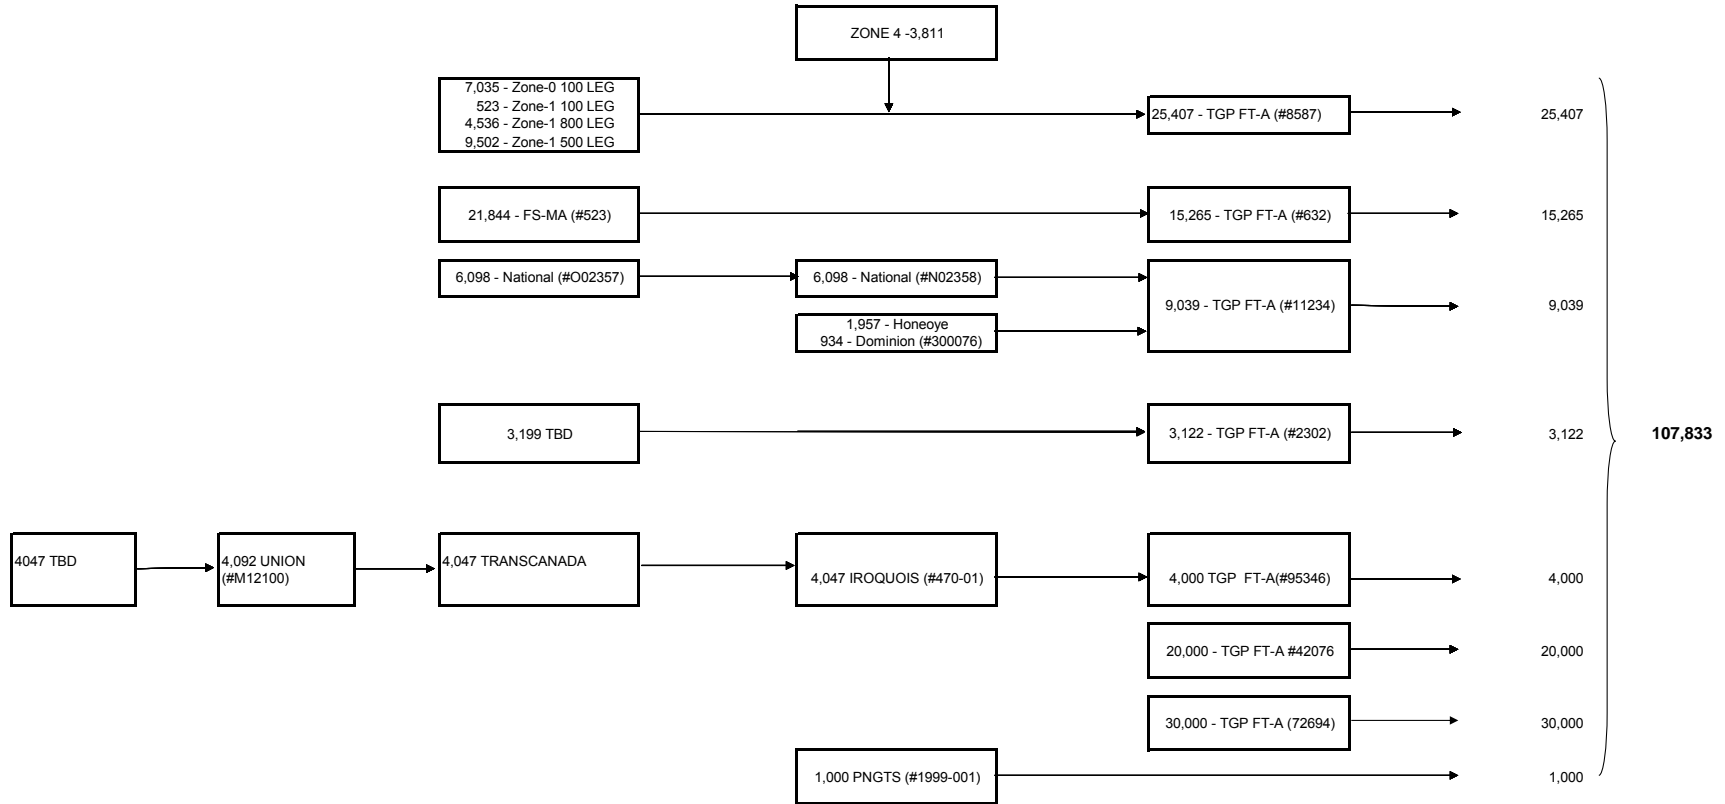 ZONE 4 -3,811
7,035 - Zone-0 100 LEG
523 - Zone-1 100 LEG
4,536 - Zone-1 800 LEG
9,502 - Zone-1 500 LEG
25,407 - TGP FT-A (#8587)
25,407
21,844 - FS-MA (#523)
15,265 - TGP FT-A (#632)
15,265
6,098 - National (#O02357)
6,098 - National (#N02358)
1,957 - Honeoye
934 - Dominion (#300076)
9,039 - TGP FT-A (#11234)
9,039
3,199 TBD
3,122 - TGP FT-A (#2302)
3,122
107,833
4047 TBD
4,092 UNION
(#M12100)
4,047 TRANSCANADA
4,047 IROQUOIS (#470-01)
4,000 TGP  FT-A(#95346)
4,000
20,000 - TGP FT-A #42076
20,000
30,000 - TGP FT-A (72694)
30,000
1,000 PNGTS (#1999-001)
1,000